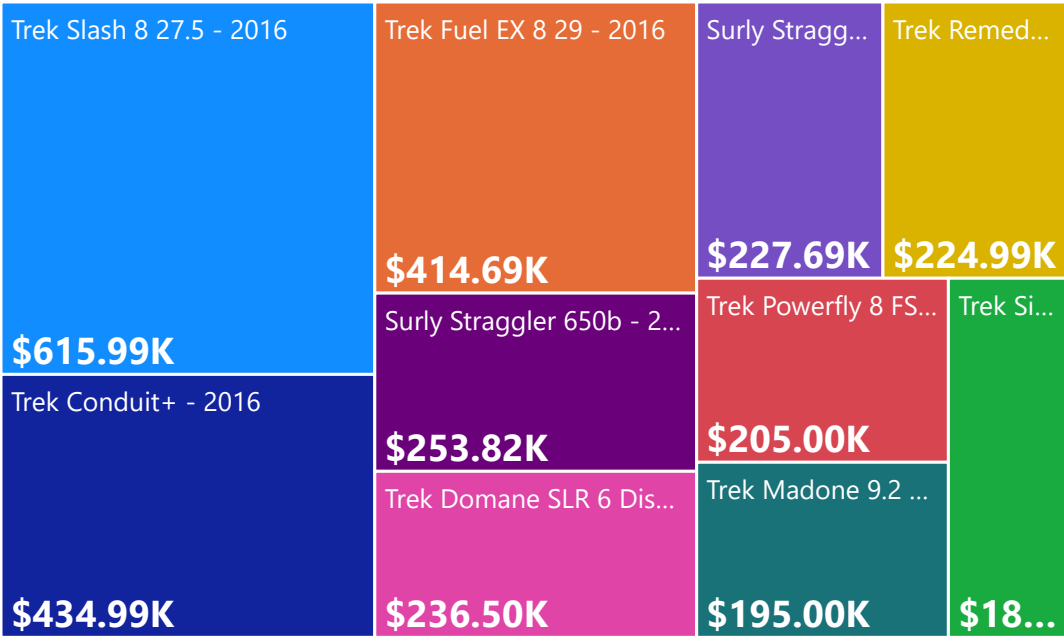 Trek Slash 8 27.5 - 2016
$615.99K
Trek Conduit+ - 2016
$434.99K
Trek Fuel EX 8 29 - 2016
$414.69K
Surly Straggler 650b - 2...
$253.82K
Trek Domane SLR 6 Dis...
$236.50K
Surly Stragg...
$227.69K
Trek Remed...
$224.99K
Trek Powerfly 8 FS...
$205.00K
Trek Madone 9.2 ...
$195.00K
Trek Si...
$18...